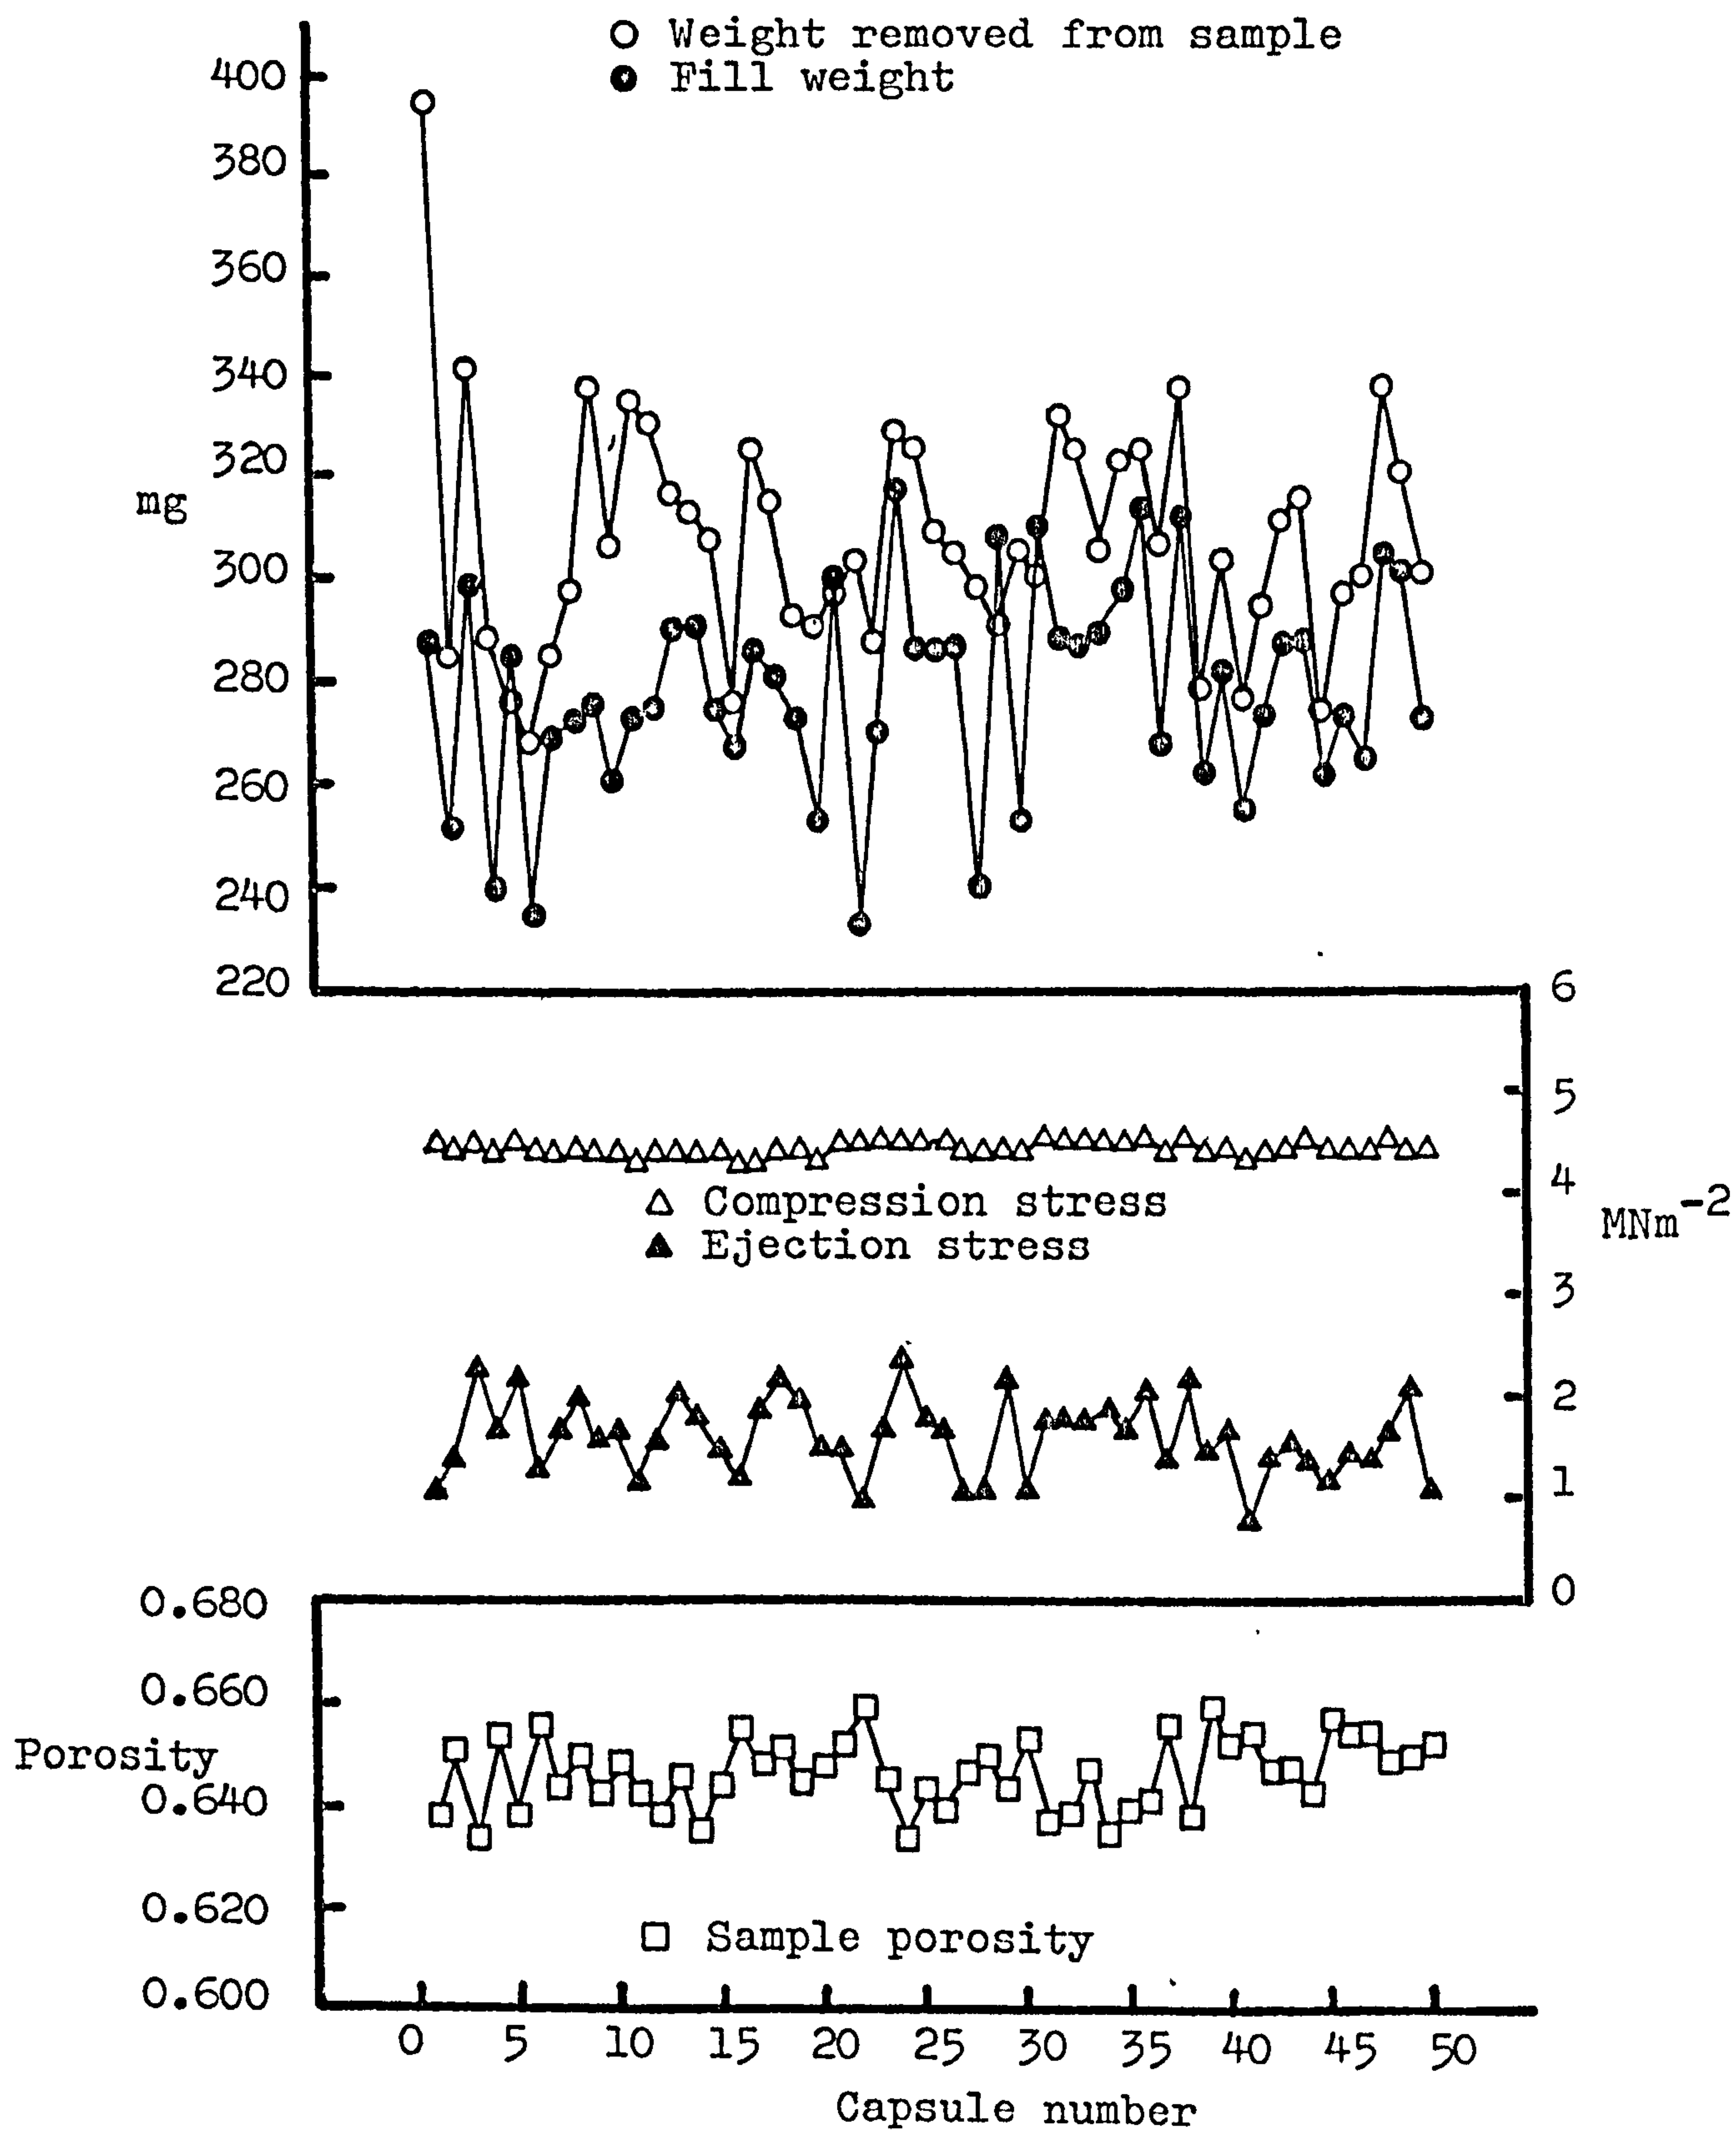 ○ Weight removed from sample
● Fill weight
400
380
360
340
320
mg
300
280
260
240
220
6
5
4
△ Compression stress
MNm-2
▲ Ejection stress
3
2
1
0
0.680
0.660
Porosity
0.640
0.620
□ Sample porosity
0.600
0 5 10 15 20 25 30 35 40 45 50
Capsule number